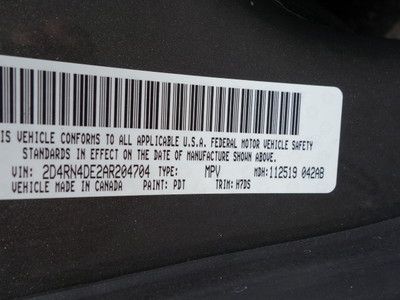 IS VEHICLE CONFORMS TO ALL APPLICABLE U.S.A. FEDERAL MOTOR VEHICLE SAFETY
STANDARDS IN EFFECT ON THE DATE OF MANUFACTURE SHOWN ABOVE.
VIN: 2D4RN4DE2AR204704 TYPE: MPV MDH: 112519 042AB
VEHICLE MADE IN CANADA PAINT: PDT TRIM: H7DS